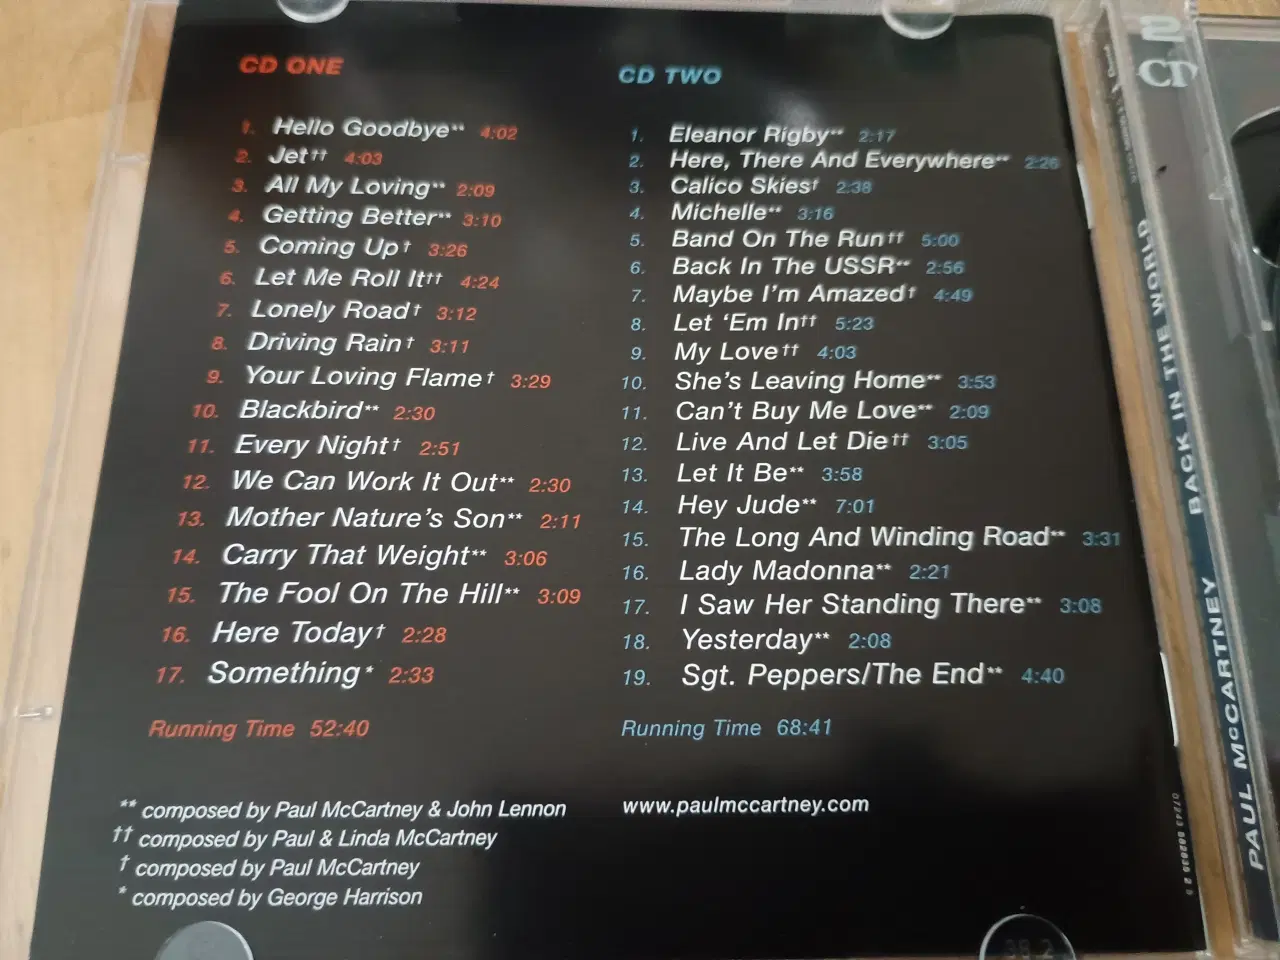 CD ONE
1. Hello Goodbye** 4:02
2. Jet†† 4:03
3. All My Loving** 2:09
4. Getting Better** 3:10
5. Coming Up† 3:26
6. Let Me Roll It†† 4:24
7. Lonely Road† 3:12
8. Driving Rain† 3:11
9. Your Loving Flame† 3:29
10. Blackbird** 2:30
11. Every Night† 2:51
12. We Can Work It Out** 2:30
13. Mother Nature's Son** 2:11
14. Carry That Weight** 3:06
15. The Fool On The Hill** 3:09
16. Here Today† 2:28
17. Something* 2:33
Running Time 52:40
** composed by Paul McCartney & John Lennon
†† composed by Paul & Linda McCartney
† composed by Paul McCartney
* composed by George Harrison
CD TWO
1. Eleanor Rigby** 2:17
2. Here, There And Everywhere** 2:26
3. Calico Skies† 2:38
4. Michelle** 3:16
5. Band On The Run†† 5:00
6. Back In The USSR** 2:56
7. Maybe I'm Amazed† 4:49
8. Let 'Em In†† 5:23
9. My Love†† 4:03
10. She's Leaving Home** 3:53
11. Can't Buy Me Love** 2:09
12. Live And Let Die†† 3:05
13. Let It Be** 3:58
14. Hey Jude** 7:01
15. The Long And Winding Road** 3:31
16. Lady Madonna** 2:21
17. I Saw Her Standing There** 3:08
18. Yesterday** 2:08
19. Sgt. Peppers/The End** 4:40
Running Time 68:41
www.paulmccartney.com
2
CD
PAUL McCARTNEY BACK IN THE WORLD